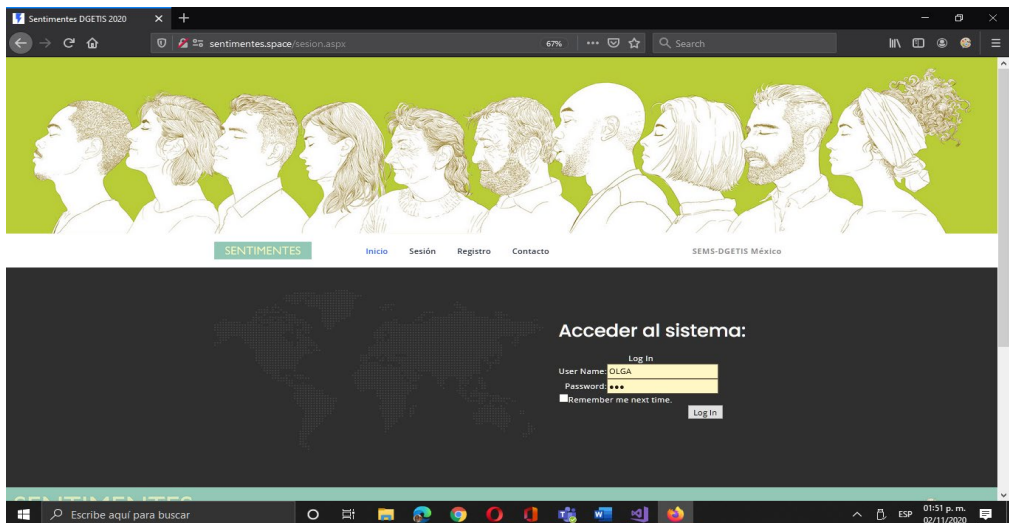 Sentimentes DGETIS 2020
sentimentes.space/sesion.aspx 67% Search
SENTIMENTES Inicio Sesión Registro Contacto SEMS-DGETIS México
Acceder al sistema:
Log In
User Name: OLGA
Password: •••
Remember me next time.
Log In
SENTIMENTES
Escribe aquí para buscar ESP 01:51 p. m.
02/11/2020